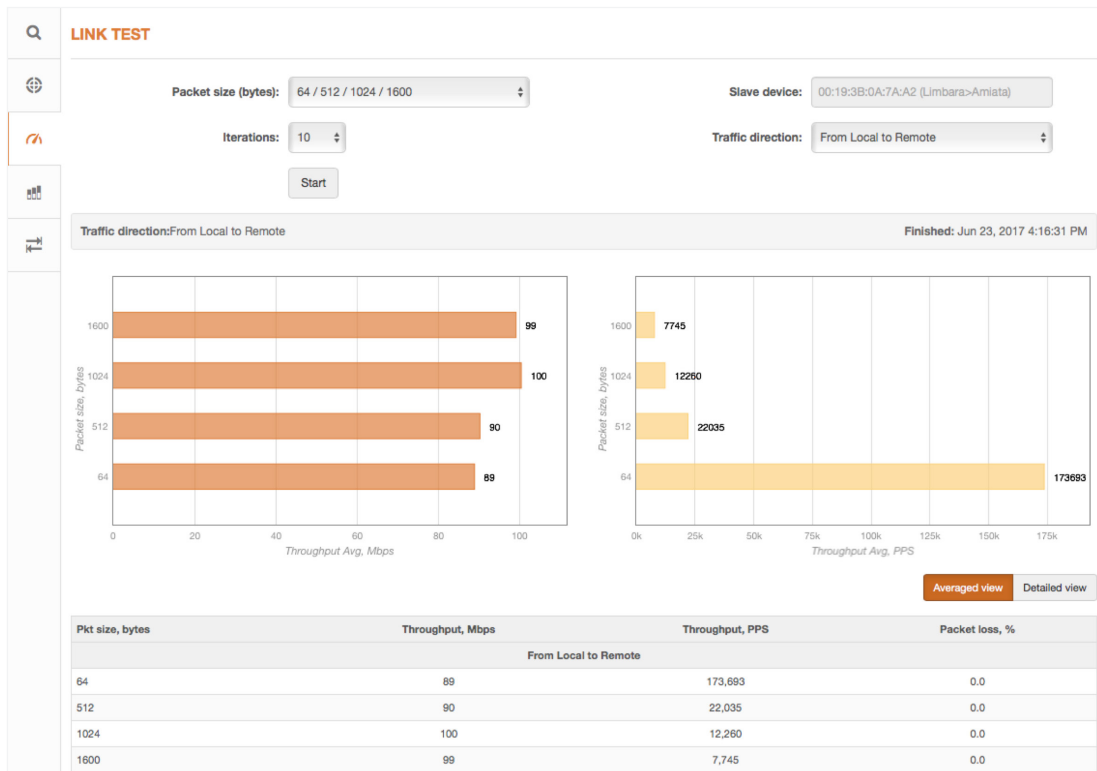 LINK TEST
Packet size (bytes): 64 / 512 / 1024 / 1600 Slave device: 00:19:3B:0A:7A:A2 (Limbara>Amiata)
Iterations: 10 Traffic direction: From Local to Remote
Start
Traffic direction:From Local to Remote Finished: Jun 23, 2017 4:16:31 PM
Packet size, bytes
1600 99
1024 100
512 90
64 89
0 20 40 60 80 100
Throughput Avg, Mbps
Packet size, bytes
1600 7745
1024 12260
512 22035
64 173693
0k 25k 50k 75k 100k 125k 150k 175k
Throughput Avg, PPS
Averaged view Detailed view
Pkt size, bytes Throughput, Mbps Throughput, PPS Packet loss, %
From Local to Remote
64 89 173,693 0.0
512 90 22,035 0.0
1024 100 12,260 0.0
1600 99 7,745 0.0